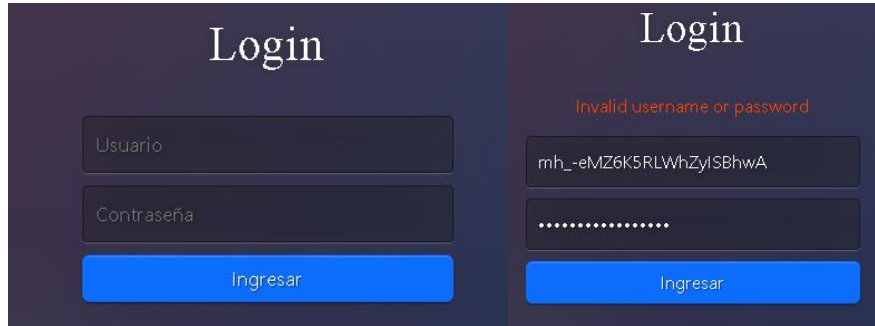 Login
Usuario
Contraseña
Ingresar
Login
Invalid username or password
mh_-eMZ6K5RLWhZyISBhwA
•••••••••••••••••
Ingresar